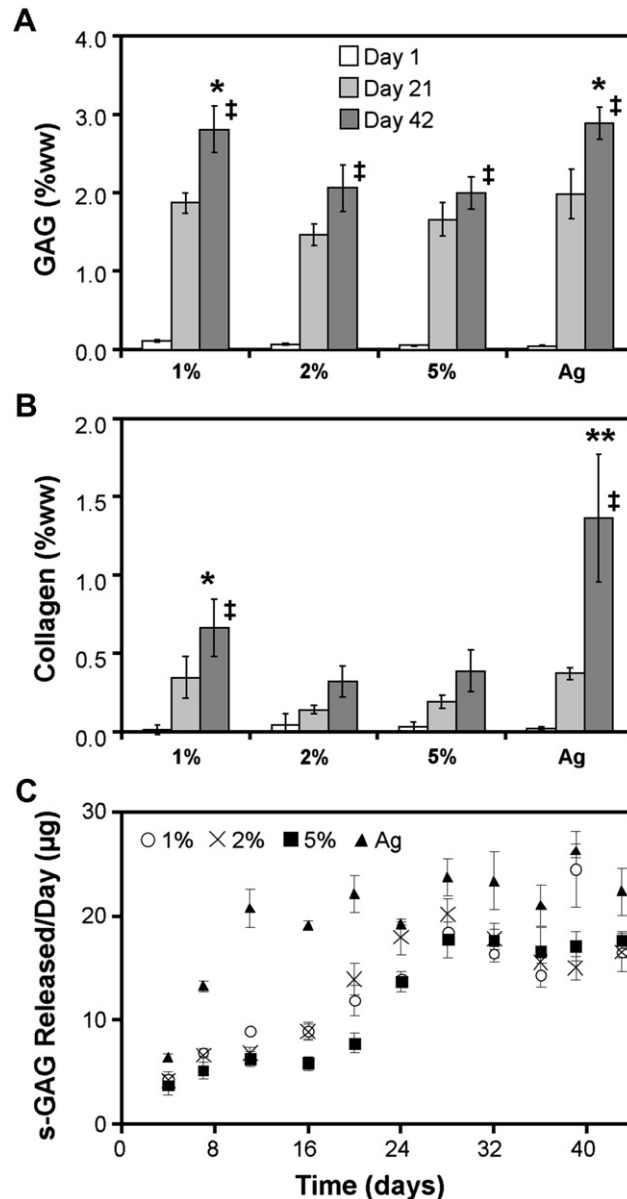 A
GAG (%ww)
4.0
3.0
2.0
1.0
0.0
Day 1
Day 21
Day 42
*
‡
‡
‡
*
‡
1% 2% 5% Ag
B
Collagen (%ww)
2.0
1.5
1.0
0.5
0.0
*
‡
**
‡
1% 2% 5% Ag
C
s-GAG Released/Day (µg)
30
20
10
0
1% 2% 5% Ag
0 8 16 24 32 40
Time (days)